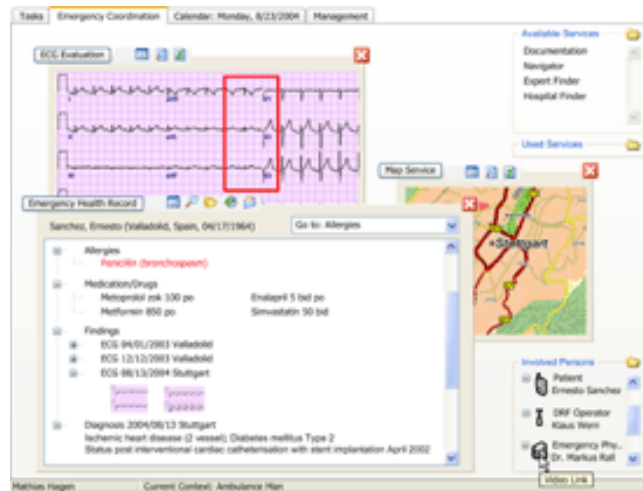 Tasks
Emergency Coordination
Calendar: Monday, 8/23/2004
Management
ECG Evaluation
Available Services
Documentation
Navigator
Expert Finder
Hospital Finder
Used Services
Map Service
Stuttgart
Emergency Health Record
Sanchez, Ernesto (Valladolid, Spain, 04/17/1964)
Go to: Allergies
Allergies
Penicillin (bronchospasm)
Medication/Drugs
Metoprolol zok 100 po Enalapril 5 bid po
Metformin 850 po Simvastatin 50 bid
Findings
ECG 04/01/2003 Valladolid
ECG 12/12/2003 Valladolid
ECG 08/13/2004 Stuttgart
Diagnosis 2004/08/13 Stuttgart
Ischemic heart disease (2 vessel); Diabetes mellitus Type 2
Status post interventional cardiac catheterisation with stent implantation April 2002
Involved Persons
Patient
Ernesto Sanchez
DRF Operator
Klaus Wern
Emergency Phy..
Dr. Markus Rall
Video Link
Mathias Hagen
Current Context: Ambulance Man